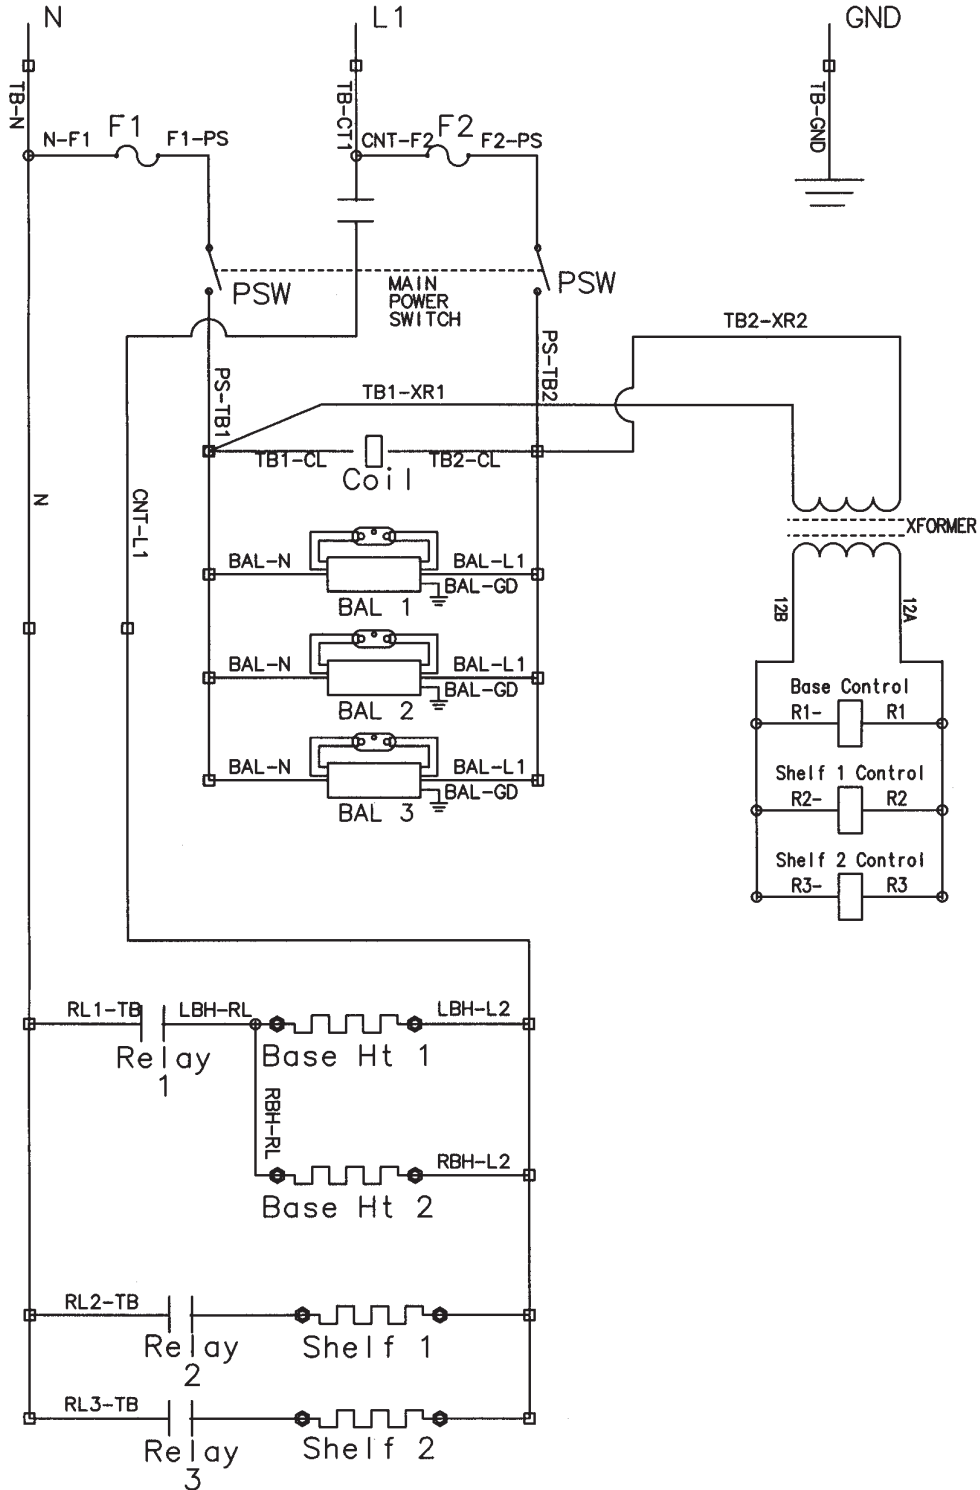 N
L1
GND
TB-N
TB-CT1
TB-GND
N-F1
F1
F1-PS
CNT-F2
F2
F2-PS
PSW
MAIN
POWER
SWITCH
PSW
TB2-XR2
PS-TB1
PS-TB2
TB1-XR1
TB1-CL
Coil
TB2-CL
N
CNT-L1
XFORMER
BAL-N
BAL 1
BAL-L1
BAL-GD
12B
12A
BAL-N
BAL 2
BAL-L1
BAL-GD
Base Control
R1-
R1
BAL-N
BAL 3
BAL-L1
BAL-GD
Shelf 1 Control
R2-
R2
Shelf 2 Control
R3-
R3
RL1-TB
LBH-RL
LBH-L2
Relay
1
Base Ht 1
RBH-RL
RBH-L2
Base Ht 2
RL2-TB
Relay
2
Shelf 1
RL3-TB
Relay
3
Shelf 2